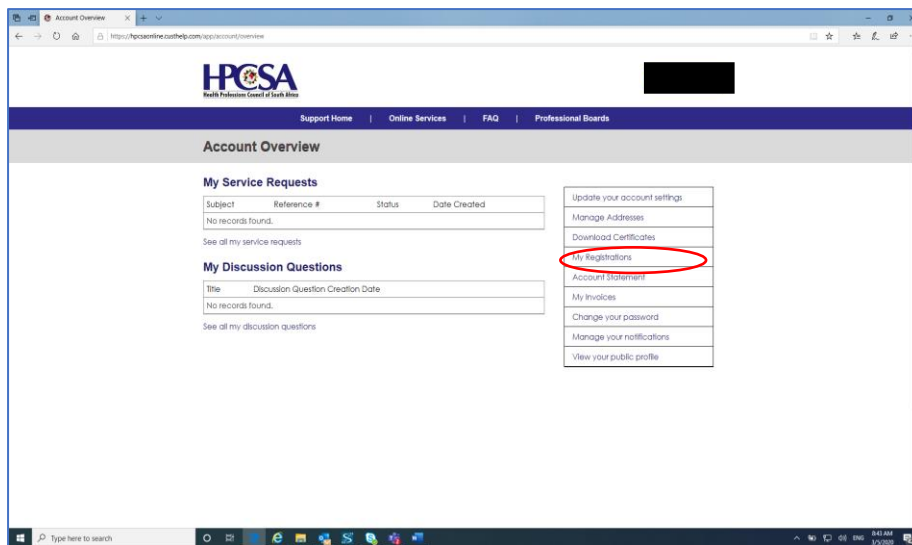 Account Overview
https://hpcsaonline.custhelp.com/app/account/overview
HPCSA
Health Professions Council of South Africa
Support Home | Online Services | FAQ | Professional Boards
Account Overview
My Service Requests
Subject Reference # Status Date Created
No records found.
See all my service requests
My Discussion Questions
Title Discussion Question Creation Date
No records found.
See all my discussion questions
Update your account settings
Manage Addresses
Download Certificates
My Registrations
Account Statement
My Invoices
Change your password
Manage your notifications
View your public profile
Type here to search
ENG
8:43 AM
1/5/2020